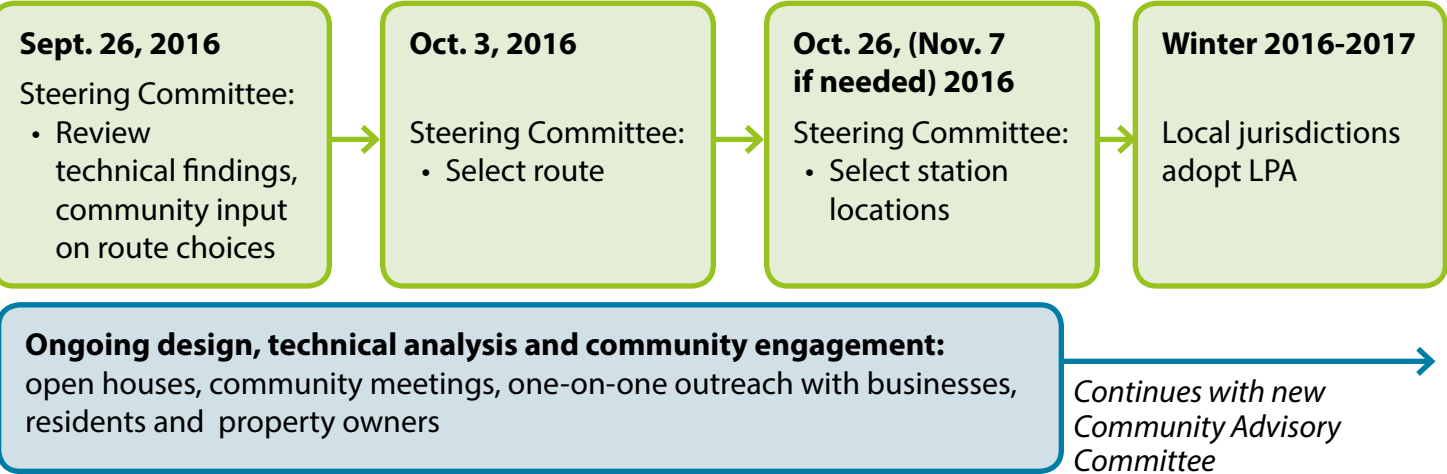 Sept. 26, 2016
Steering Committee:
• Review
technical findings,
community input
on route choices
Oct. 3, 2016
Steering Committee:
• Select route
Oct. 26, (Nov. 7
if needed) 2016
Steering Committee:
• Select station
locations
Winter 2016-2017
Local jurisdictions
adopt LPA
Ongoing design, technical analysis and community engagement:
open houses, community meetings, one-on-one outreach with businesses,
residents and property owners
Continues with new
Community Advisory
Committee